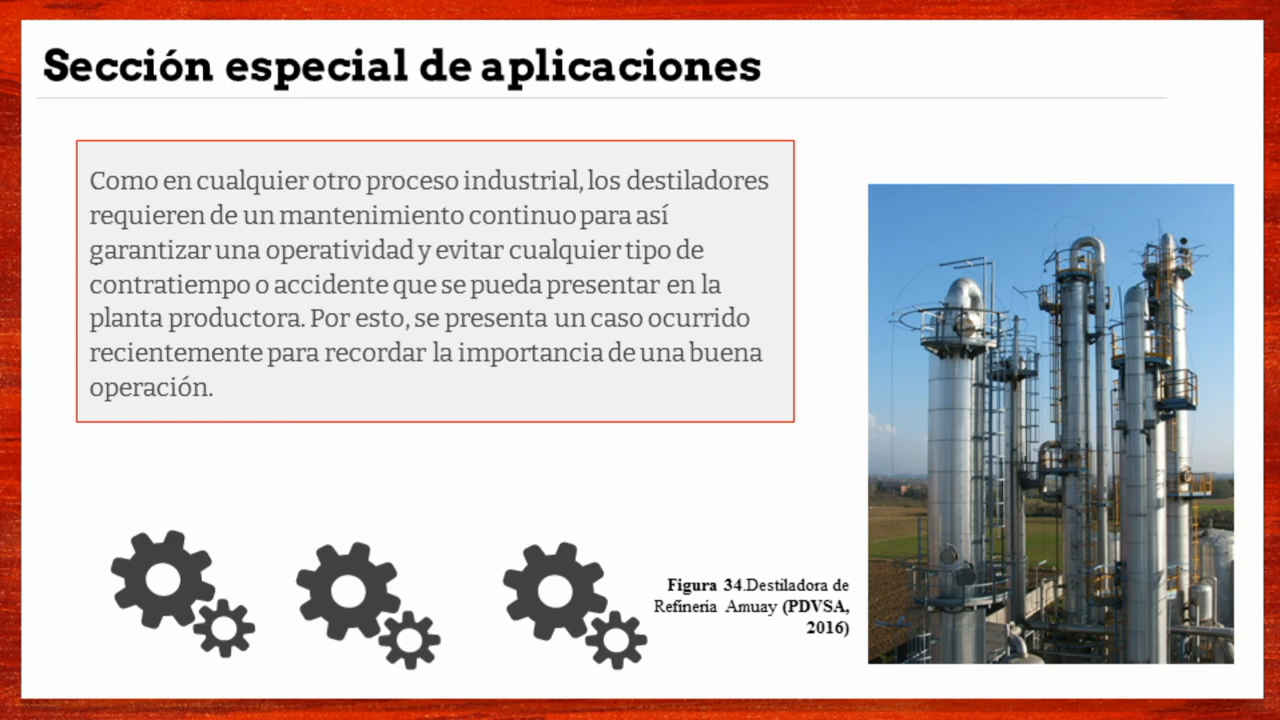 Sección especial de aplicaciones
Como en cualquier otro proceso industrial, los destiladores
requieren de un mantenimiento continuo para así
garantizar una operatividad y evitar cualquier tipo de
contratiempo o accidente que se pueda presentar en la
planta productora. Por esto, se presenta un caso ocurrido
recientemente para recordar la importancia de una buena
operación.
Figura 34.Destiladora de
Refineria Amuay (PDVSA,
2016)